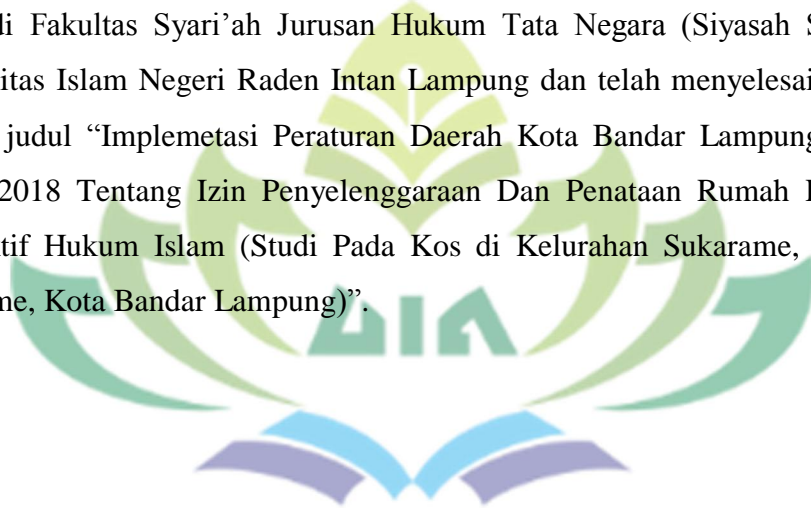 di Fakultas Syari’ah Jurusan Hukum Tata Negara (Siyasah S
itas Islam Negeri Raden Intan Lampung dan telah menyelesai
judul “Implemetasi Peraturan Daerah Kota Bandar Lampung
2018 Tentang Izin Penyelenggaraan Dan Penataan Rumah
tif Hukum Islam (Studi Pada Kos di Kelurahan Sukarame,
me, Kota Bandar Lampung)”.
UIN